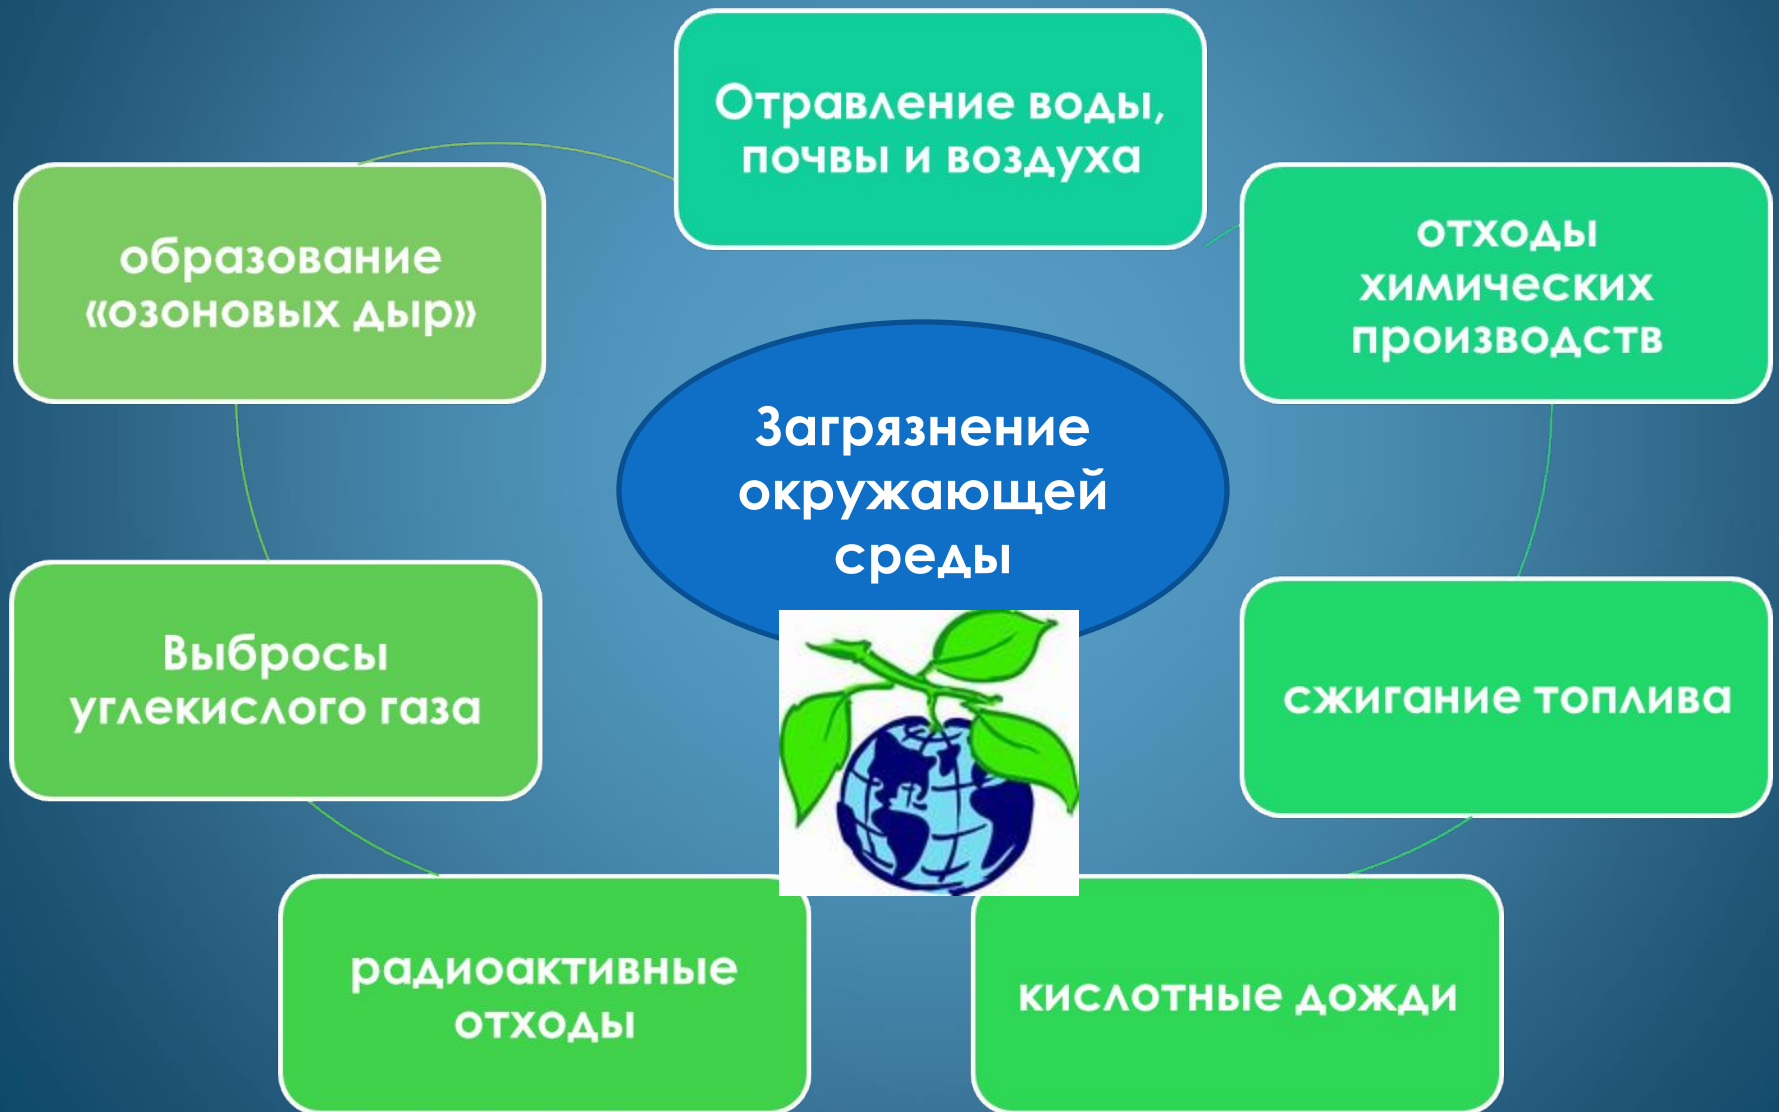 Отравление воды,
почвы и воздуха
отходы
химических
производств
сжигание топлива
кислотные дожди
радиоактивные
отходы
Выбросы
углекислого газа
образование
«озоновых дыр»
Загрязнение
окружающей
среды